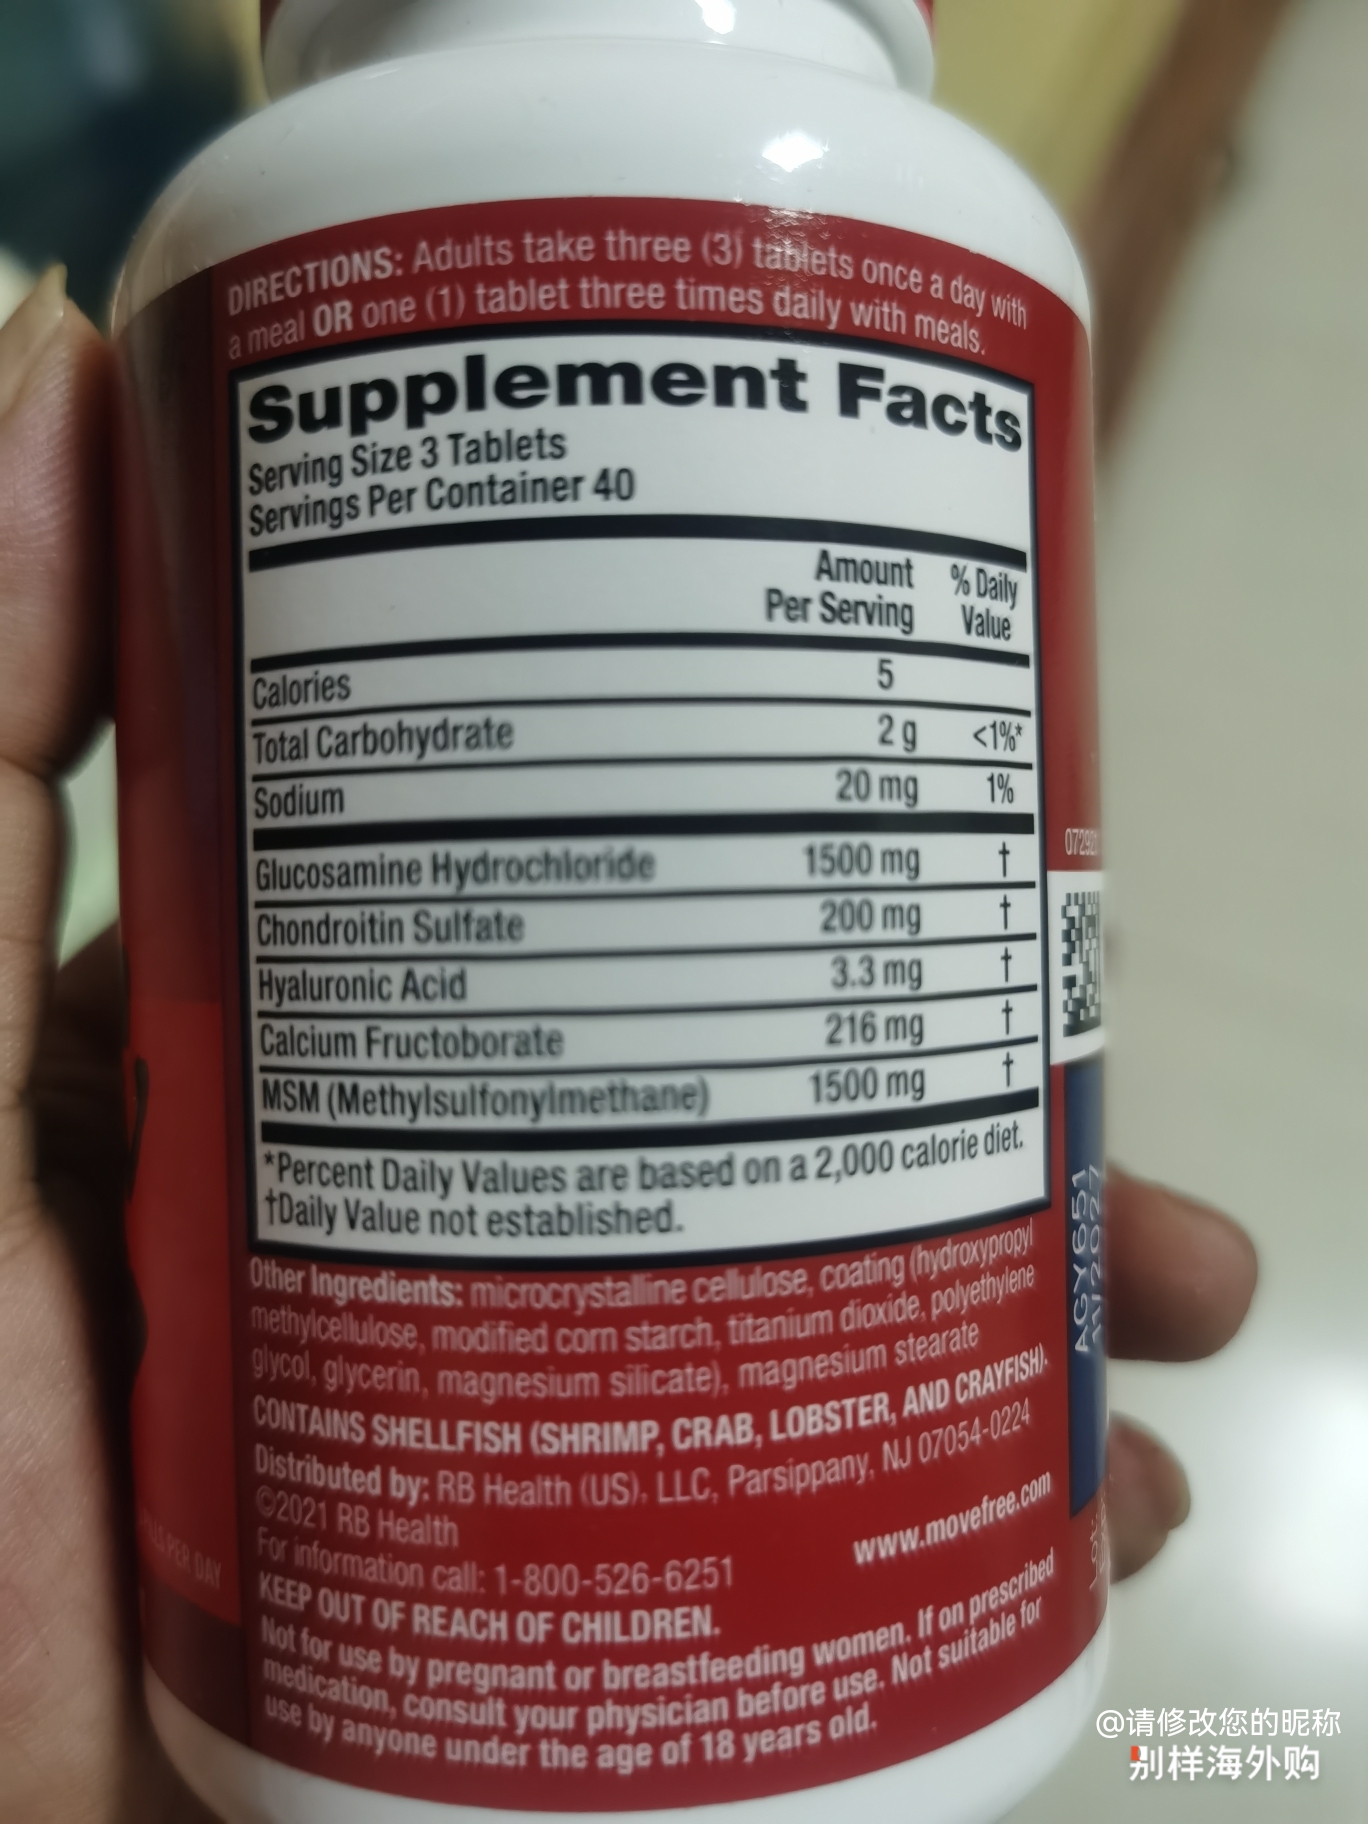 DIRECTIONS: Adults take three (3) tablets once a day with
a meal OR one (1) tablet three times daily with meals.
Supplement Facts
Serving Size 3 Tablets
Servings Per Container 40
Amount
Per Serving
% Daily
Value
Calories 5
Total Carbohydrate 2 g <1%*
Sodium 20 mg 1%
Glucosamine Hydrochloride 1500 mg †
Chondroitin Sulfate 200 mg †
Hyaluronic Acid 3.3 mg †
Calcium Fructoborate 216 mg †
MSM (Methylsulfonylmethane) 1500 mg †
*Percent Daily Values are based on a 2,000 calorie diet.
†Daily Value not established.
Other Ingredients: microcrystalline cellulose, coating (hydroxypropyl
methylcellulose, modified corn starch, titanium dioxide, polyethylene
glycol, glycerin, magnesium silicate), magnesium stearate
CONTAINS SHELLFISH (SHRIMP, CRAB, LOBSTER, AND CRAYFISH).
Distributed by: RB Health (US), LLC, Parsippany, NJ 07054-0224
©2021 RB Health
www.movefree.com
For information call: 1-800-526-6251
KEEP OUT OF REACH OF CHILDREN.
Not for use by pregnant or breastfeeding women. If on prescribed
medication, consult your physician before use. Not suitable for
use by anyone under the age of 18 years old.
PER DAY
AGY651
@请修改您的昵称
别样海外购